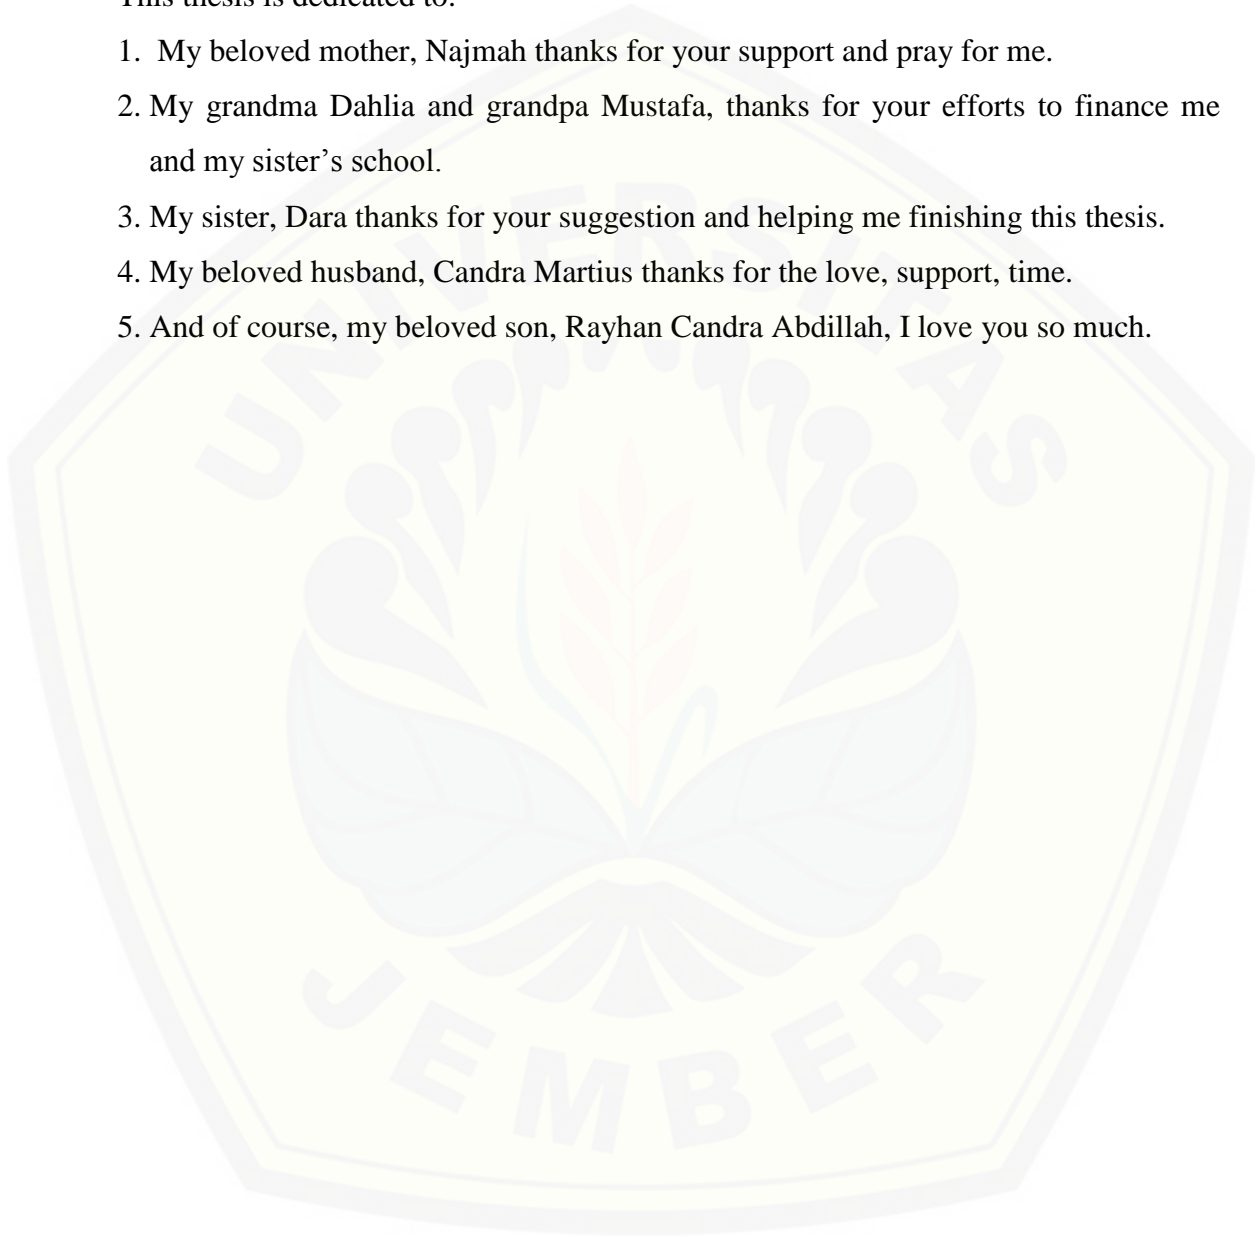 This thesis is dedicated to:
1. My beloved mother, Najmah thanks for your support and pray for me.
2. My grandma Dahlia and grandpa Mustafa, thanks for your efforts to finance me
and my sister’s school.
3. My sister, Dara thanks for your suggestion and helping me finishing this thesis.
4. My beloved husband, Candra Martius thanks for the love, support, time.
5. And of course, my beloved son, Rayhan Candra Abdillah, I love you so much.
UNIVERSITAS
JEMBER